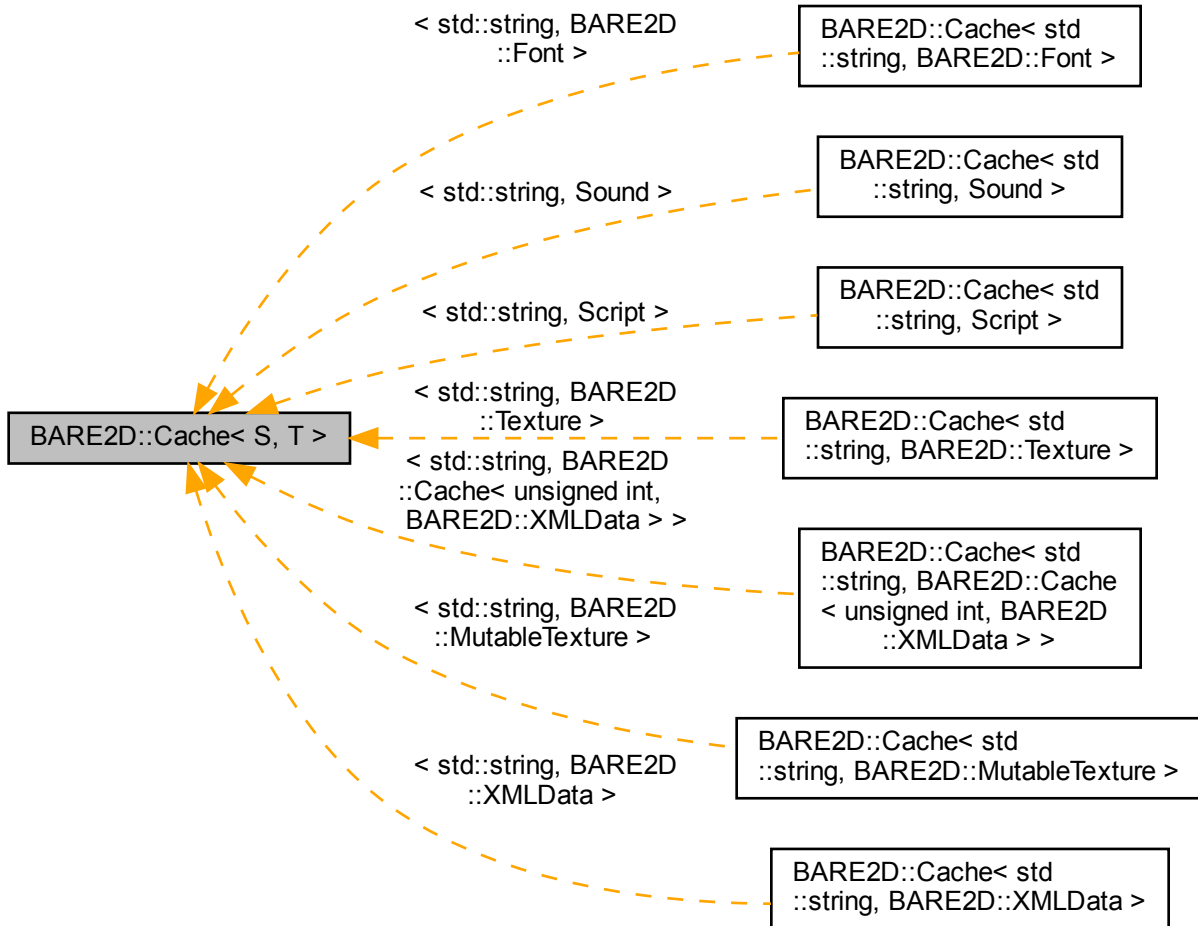 < std::string, BARE2D
::Font >
BARE2D::Cache< std
::string, BARE2D::Font >
< std::string, Sound >
BARE2D::Cache< std
::string, Sound >
< std::string, Script >
BARE2D::Cache< std
::string, Script >
BARE2D::Cache< S, T >
< std::string, BARE2D
::Texture >
BARE2D::Cache< std
::string, BARE2D::Texture >
< std::string, BARE2D
::Cache< unsigned int,
BARE2D::XMLData > >
BARE2D::Cache< std
::string, BARE2D::Cache
< unsigned int, BARE2D
::XMLData > >
< std::string, BARE2D
::MutableTexture >
BARE2D::Cache< std
::string, BARE2D::MutableTexture >
< std::string, BARE2D
::XMLData >
BARE2D::Cache< std
::string, BARE2D::XMLData >